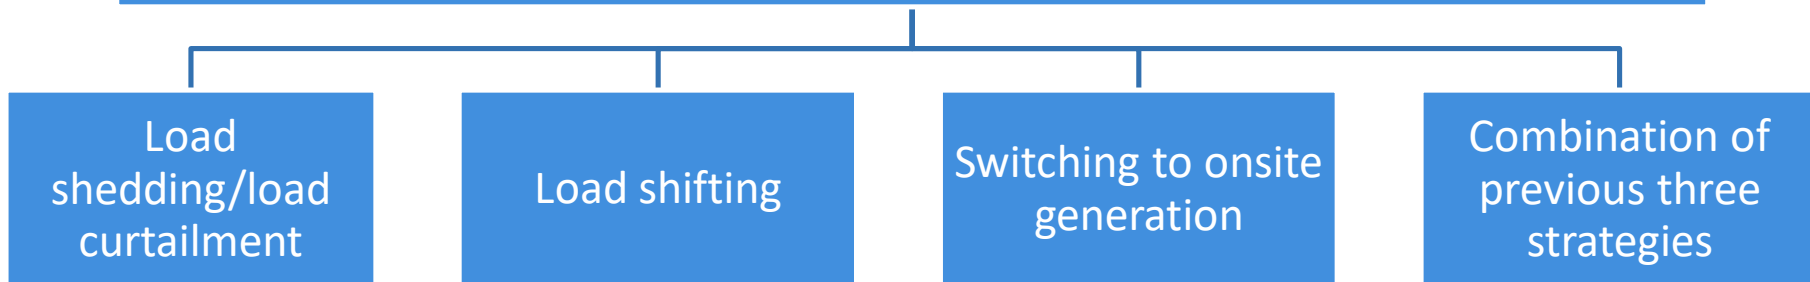 Load
shedding/load
curtailment
Load shifting
Switching to onsite
generation
Combination of
previous three
strategies